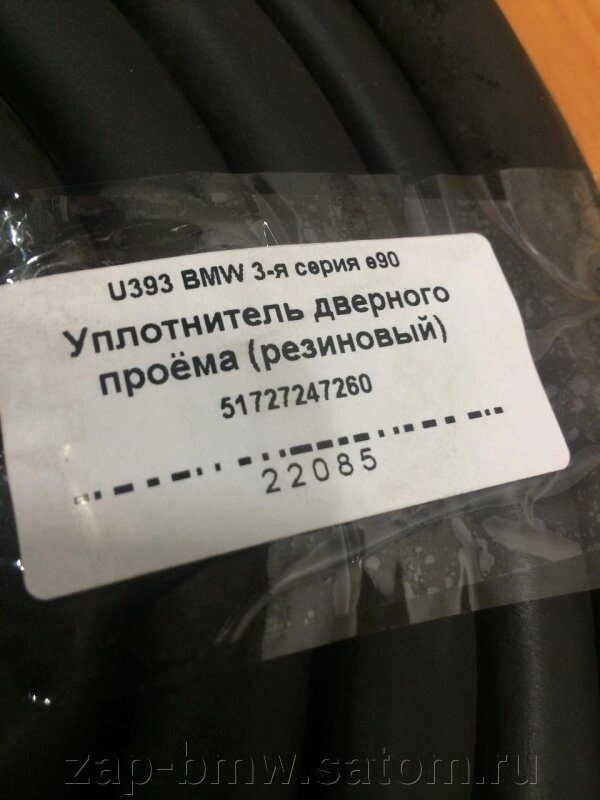 U393 BMW 3-я серия e90
Уплотнитель дверного
проёма (резиновый)
51727247260
22085
zap-bmw.satom.ru